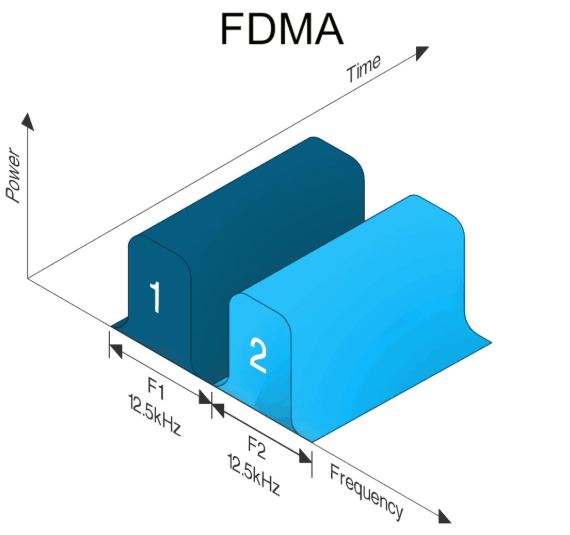 FDMA
Time
Power
1
2
F1
12.5kHz
F2
12.5kHz
Frequency